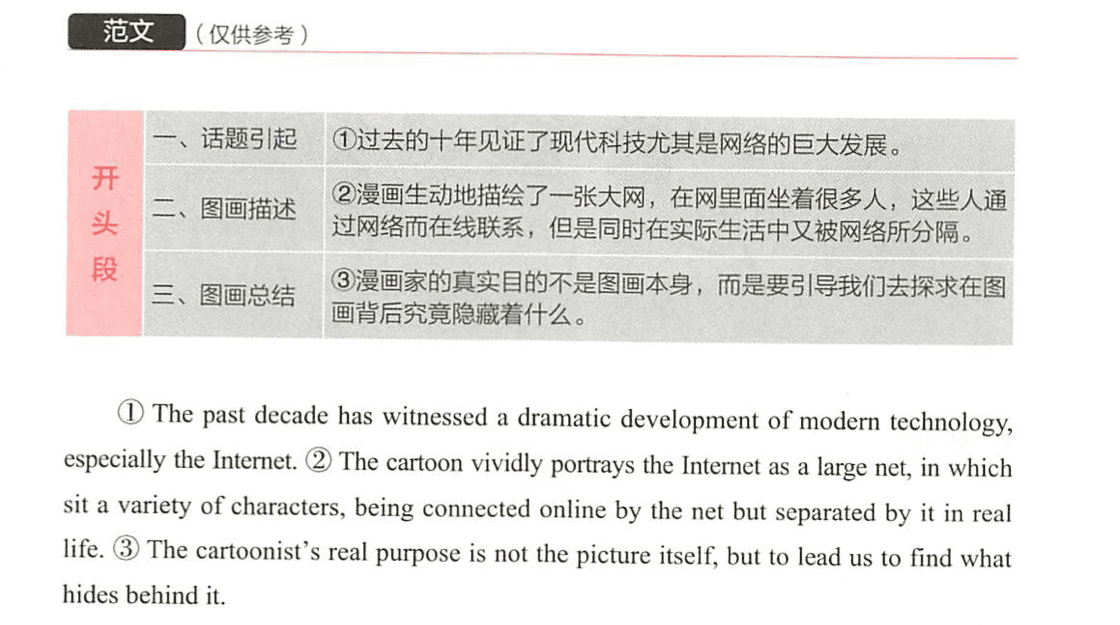 范文（仅供参考）
开头段
一、话题引起
①过去的十年见证了现代科技尤其是网络的巨大发展。
二、图画描述
②漫画生动地描绘了一张大网，在网里面坐着很多人，这些人通
过网络而在线联系，但是同时在实际生活中又被网络所分隔。
三、图画总结
③漫画家的真实目的不是图画本身，而是要引导我们去探求在图
画背后究竟隐藏着什么。
① The past decade has witnessed a dramatic development of modern technology,
especially the Internet. ② The cartoon vividly portrays the Internet as a large net, in which
sit a variety of characters, being connected online by the net but separated by it in real
life. ③ The cartoonist’s real purpose is not the picture itself, but to lead us to find what
hides behind it.